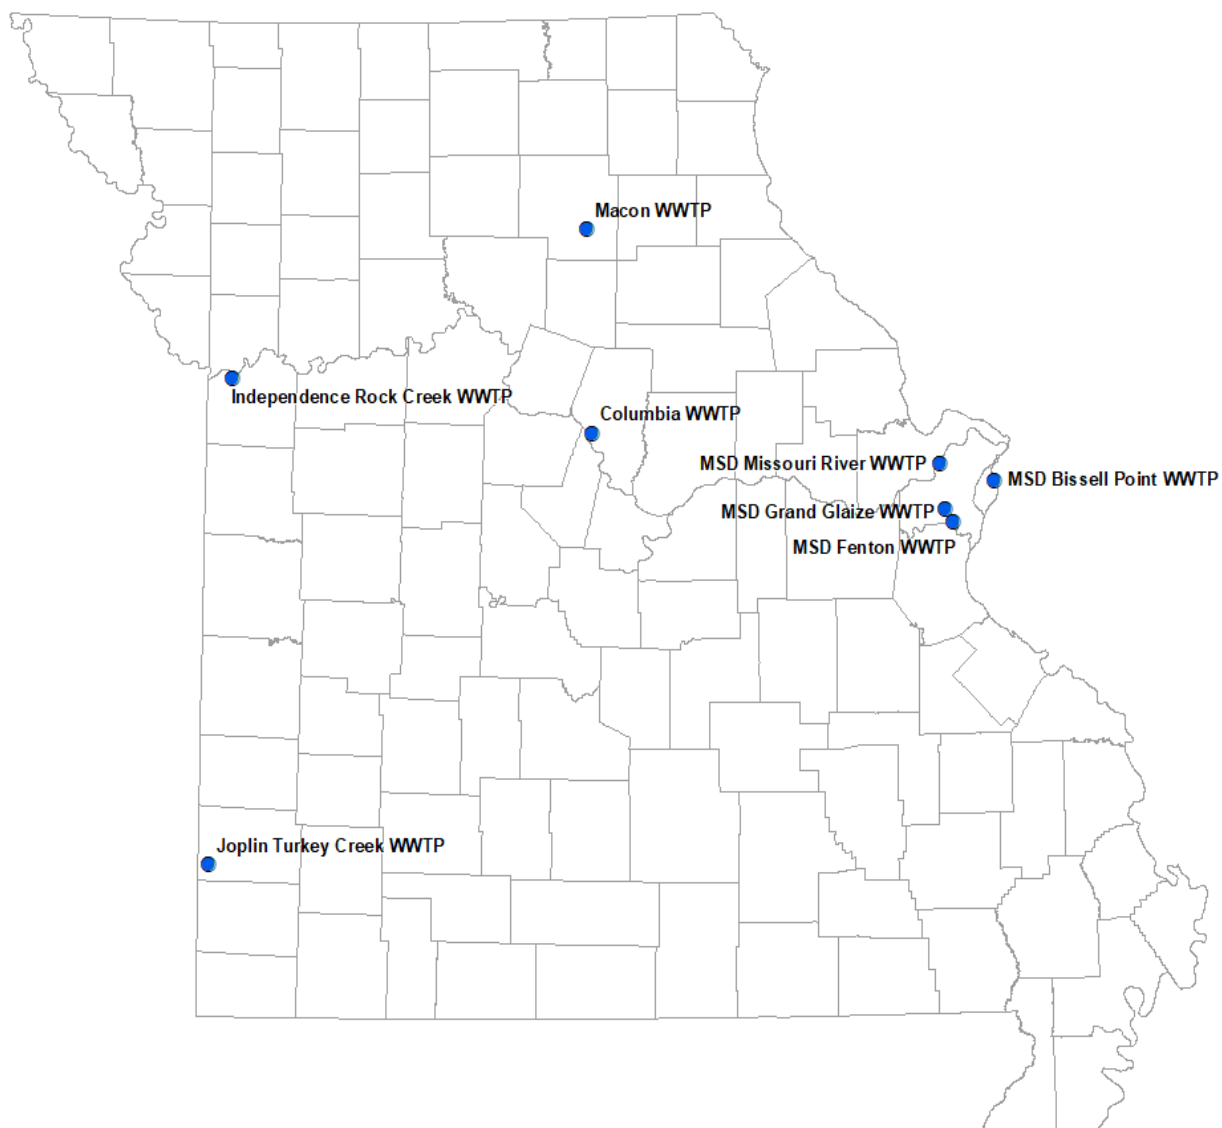 Macon WWTP
Independence Rock Creek WWTP
Columbia WWTP
MSD Missouri River WWTP
MSD Bissell Point WWTP
MSD Grand Glaize WWTP
MSD Fenton WWTP
Joplin Turkey Creek WWTP